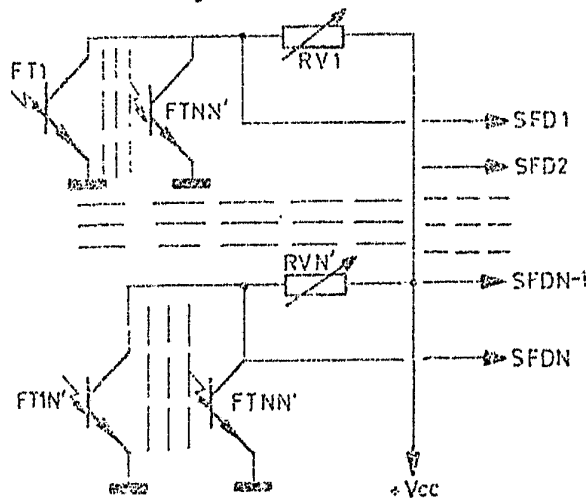 RV1
FT1
FTNN'
SFD1
SFD2
RVN'
SFDN-1
SFDN
FT1N'
FTNN'
+Vcc